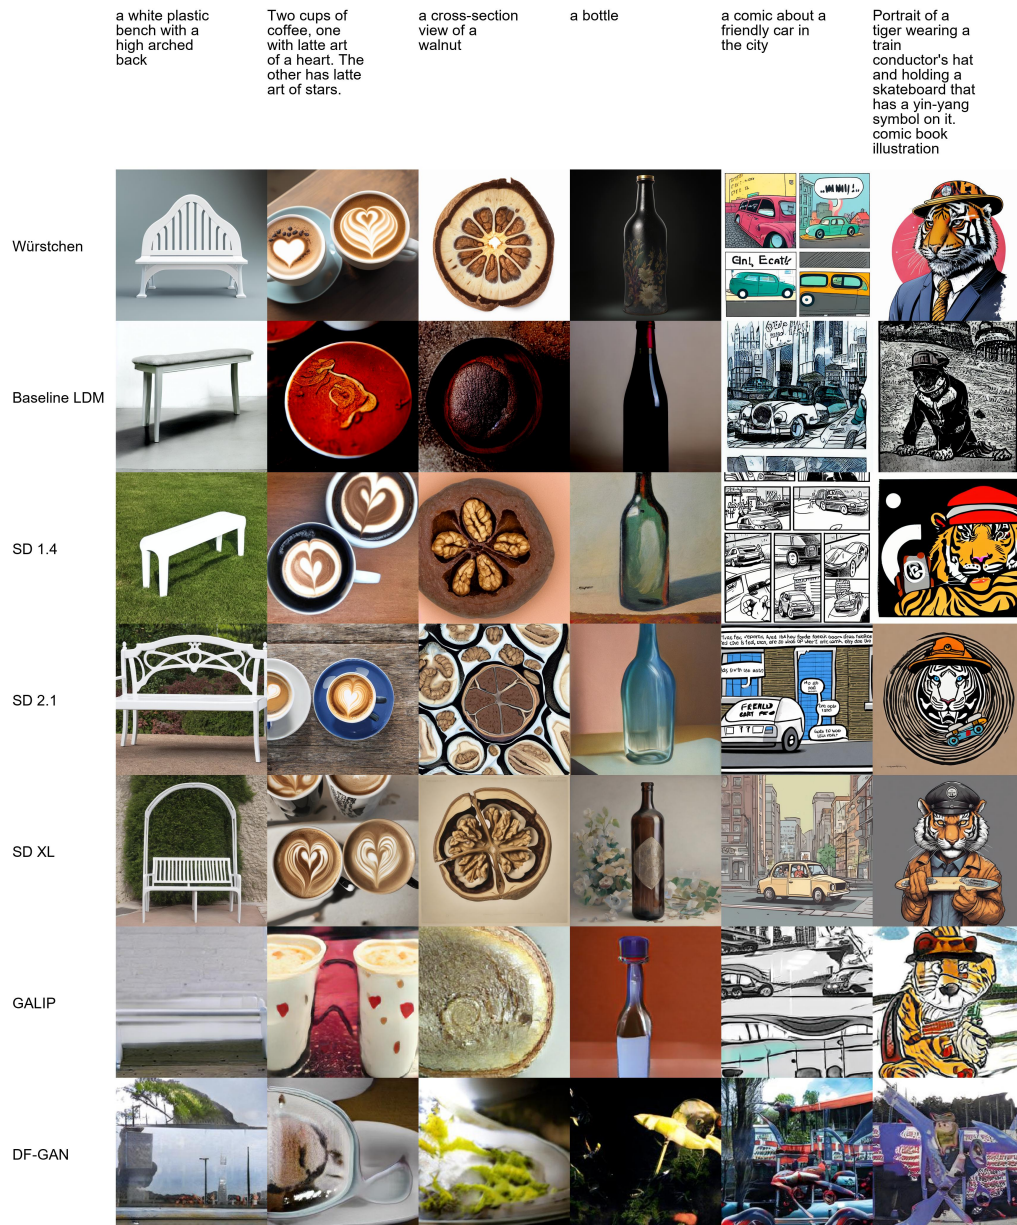 a white plastic
bench with a
high arched
back
Two cups of
coffee, one
with latte art
of a heart. The
other has latte
art of stars.
a cross-section
view of a
walnut
a bottle
a comic about a
friendly car in
the city
Portrait of a
tiger wearing a
train
conductor's hat
and holding a
skateboard that
has a yin-yang
symbol on it.
comic book
illustration
Würstchen
Baseline LDM
SD 1.4
SD 2.1
SD XL
GALIP
DF-GAN